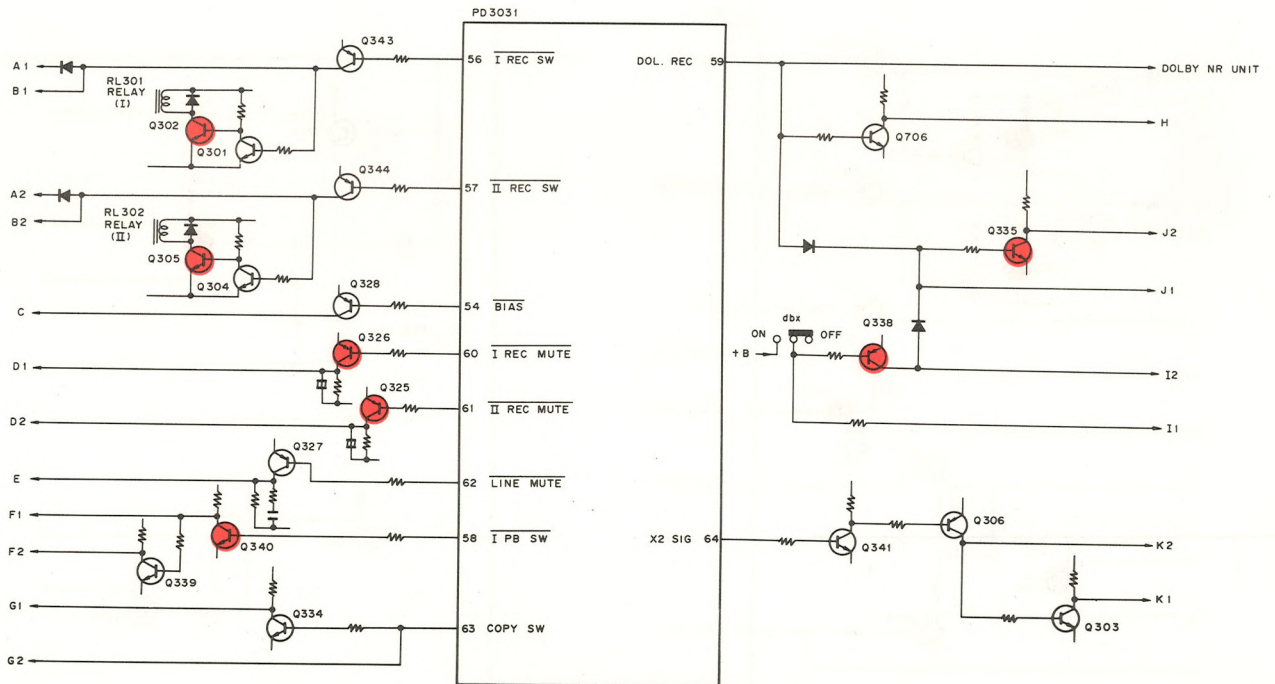 PD3031
Q343
56 I REC SW
DOL. REC 59
DOLBY NR UNIT
A1
B1
RL301
RELAY
(I)
Q302
Q301
H
Q706
Q344
57 II REC SW
A2
B2
RL302
RELAY
(II)
Q305
Q304
Q335
J2
J1
Q328
54 BIAS
C
dbx
ON
OFF
+B
Q338
I2
I1
Q326
60 I REC MUTE
D1
Q325
61 II REC MUTE
D2
Q327
62 LINE MUTE
E
F1
58 I PB SW
Q340
F2
Q339
X2 SIG 64
Q341
Q306
K2
K1
Q303
G1
Q334
63 COPY SW
G2